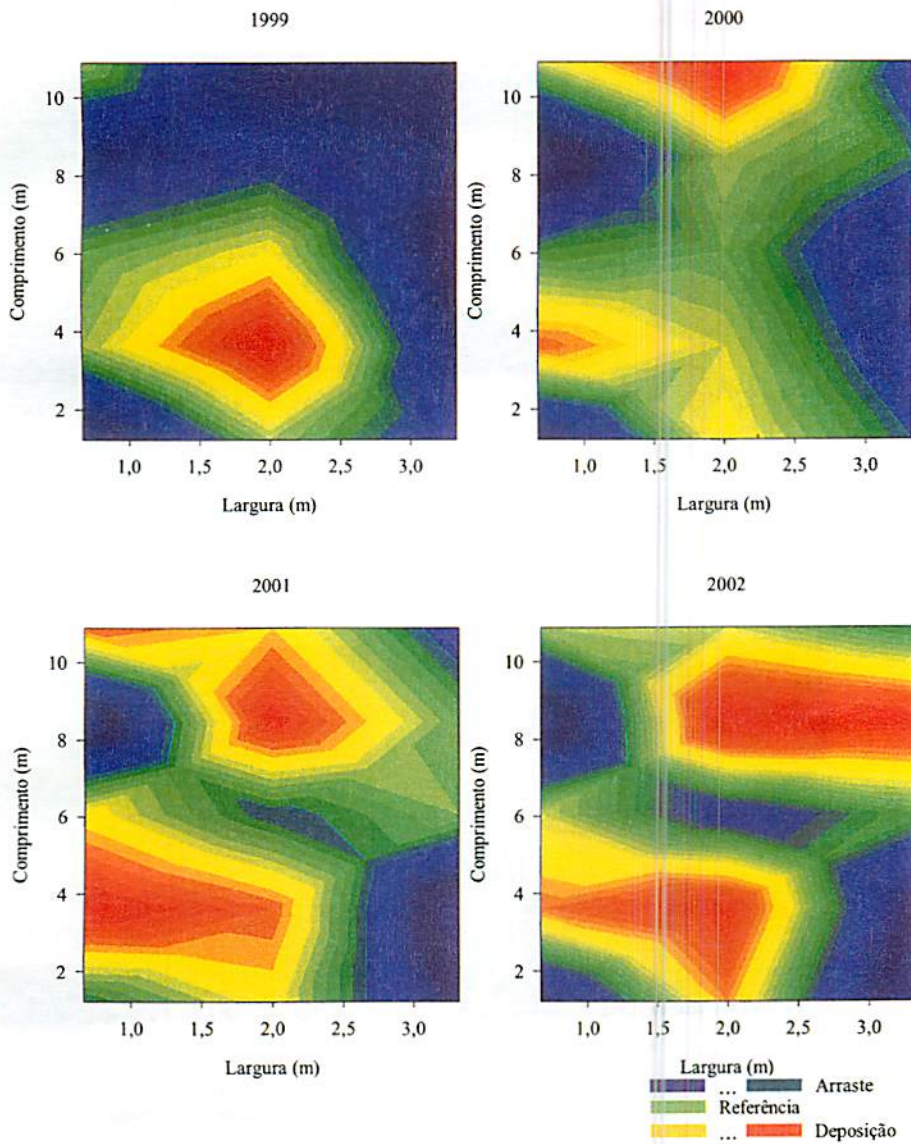 1999
2000
Comprimento (m)
10
8
6
4
2
1,0 1,5 2,0 2,5 3,0
Largura (m)
Comprimento (m)
10
8
6
4
2
1,0 1,5 2,0 2,5 3,0
Largura (m)
2001
2002
Comprimento (m)
10
8
6
4
2
1,0 1,5 2,0 2,5 3,0
Largura (m)
Comprimento (m)
10
8
6
4
2
1,0 1,5 2,0 2,5 3,0
Largura (m)
... Arraste
Referência
... Deposição